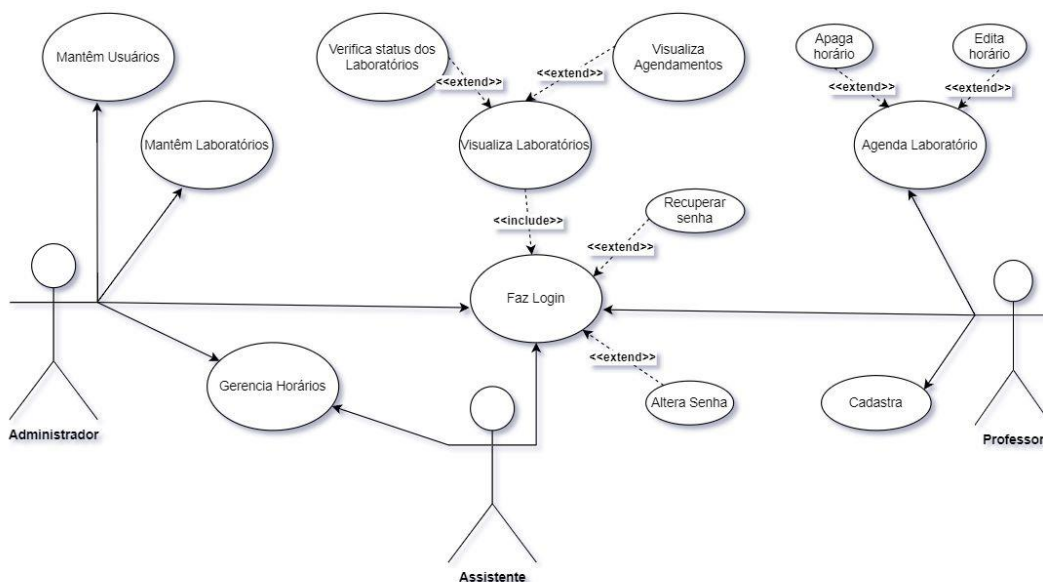 Mantêm Usários
Verifica status dos
Laboratórios
Visualiza
Agendamentos
Apaga
horário
Edita
horário
<<extend>>
<<extend>>
<<extend>>
<<extend>>
Mantêm Laboratórios
Visualiza Laboratórios
Agenda Laboratório
<<include>>
Recuperar
senha
<<extend>>
Faz Login
<<extend>>
Gerencia Horários
Altera Senha
Cadastra
Administrador
Professor
Assistente